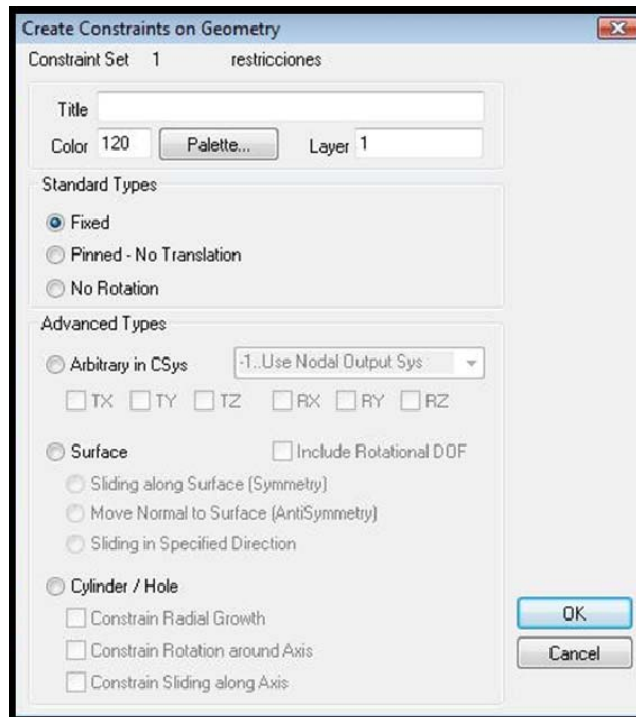 Create Constraints on Geometry
Constraint Set 1 restricciones
Title
Color 120 Palette... Layer 1
Standard Types
Fixed
Pinned - No Translation
No Rotation
Advanced Types
Arbitrary in CSys -1..Use Nodal Output Sys
TX TY TZ RX RY RZ
Surface Include Rotational DOF
Sliding along Surface (Symmetry)
Move Normal to Surface (AntiSymmetry)
Sliding in Specified Direction
Cylinder / Hole
Constrain Radial Growth
OK
Constrain Rotation around Axis
Cancel
Constrain Sliding along Axis